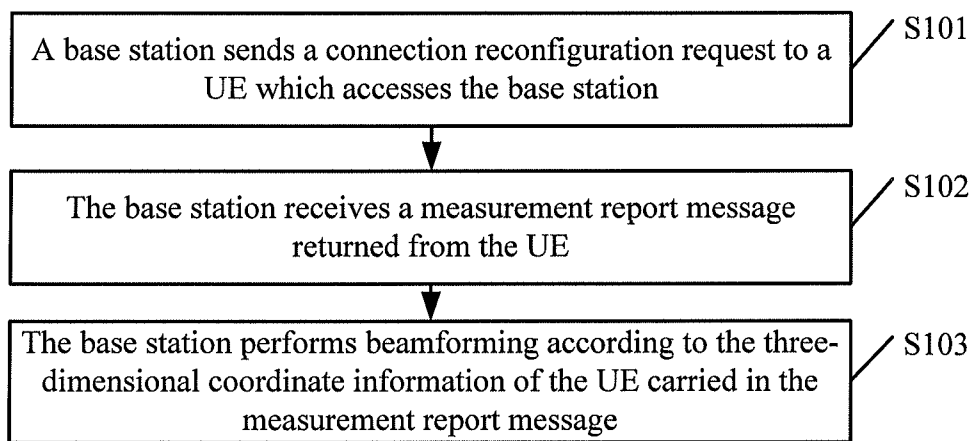 A base station sends a connection reconfiguration request to a
UE which accesses the base station
S101
The base station receives a measurement report message
returned from the UE
S102
The base station performs beamforming according to the three-
dimensional coordinate information of the UE carried in the
measurement report message
S103